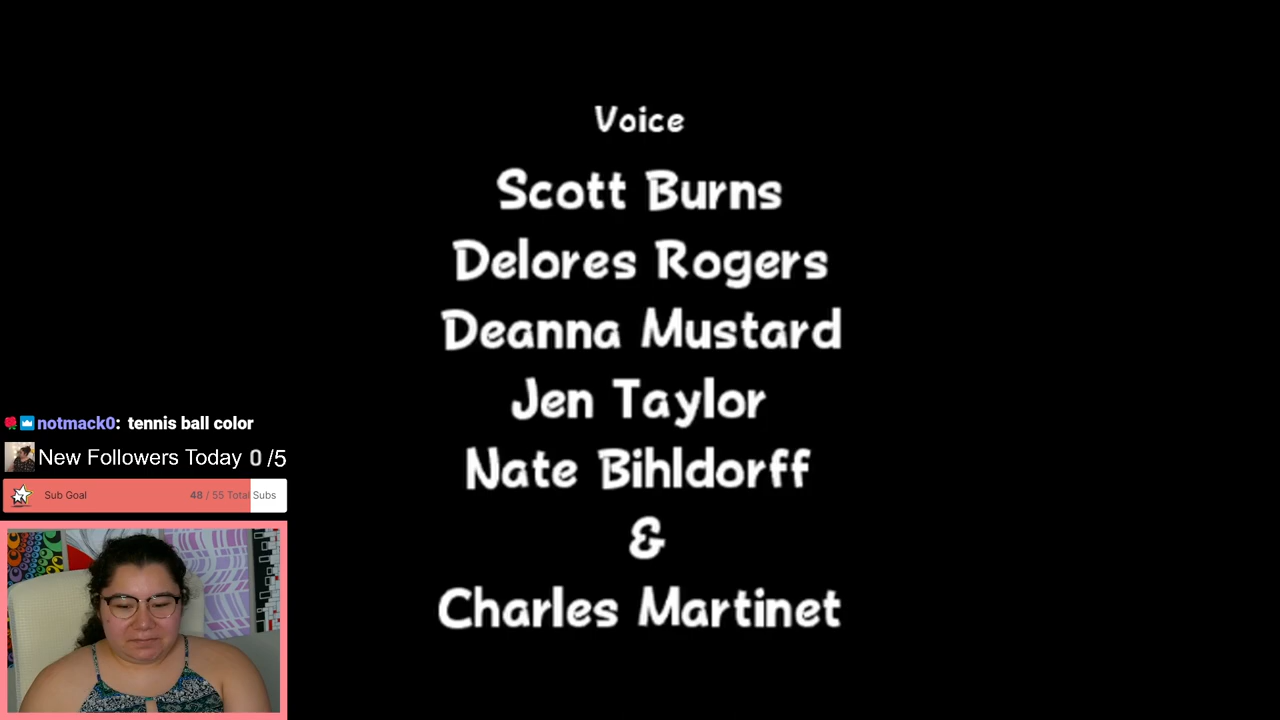 Voice
Scott Burns
Delores Rogers
Deanna Mustard
Jen Taylor
Nate Bihldorff
&
Charles Martinet
notmack0: tennis ball color
New Followers Today 0 /5
Sub Goal 48 / 55 Total Subs